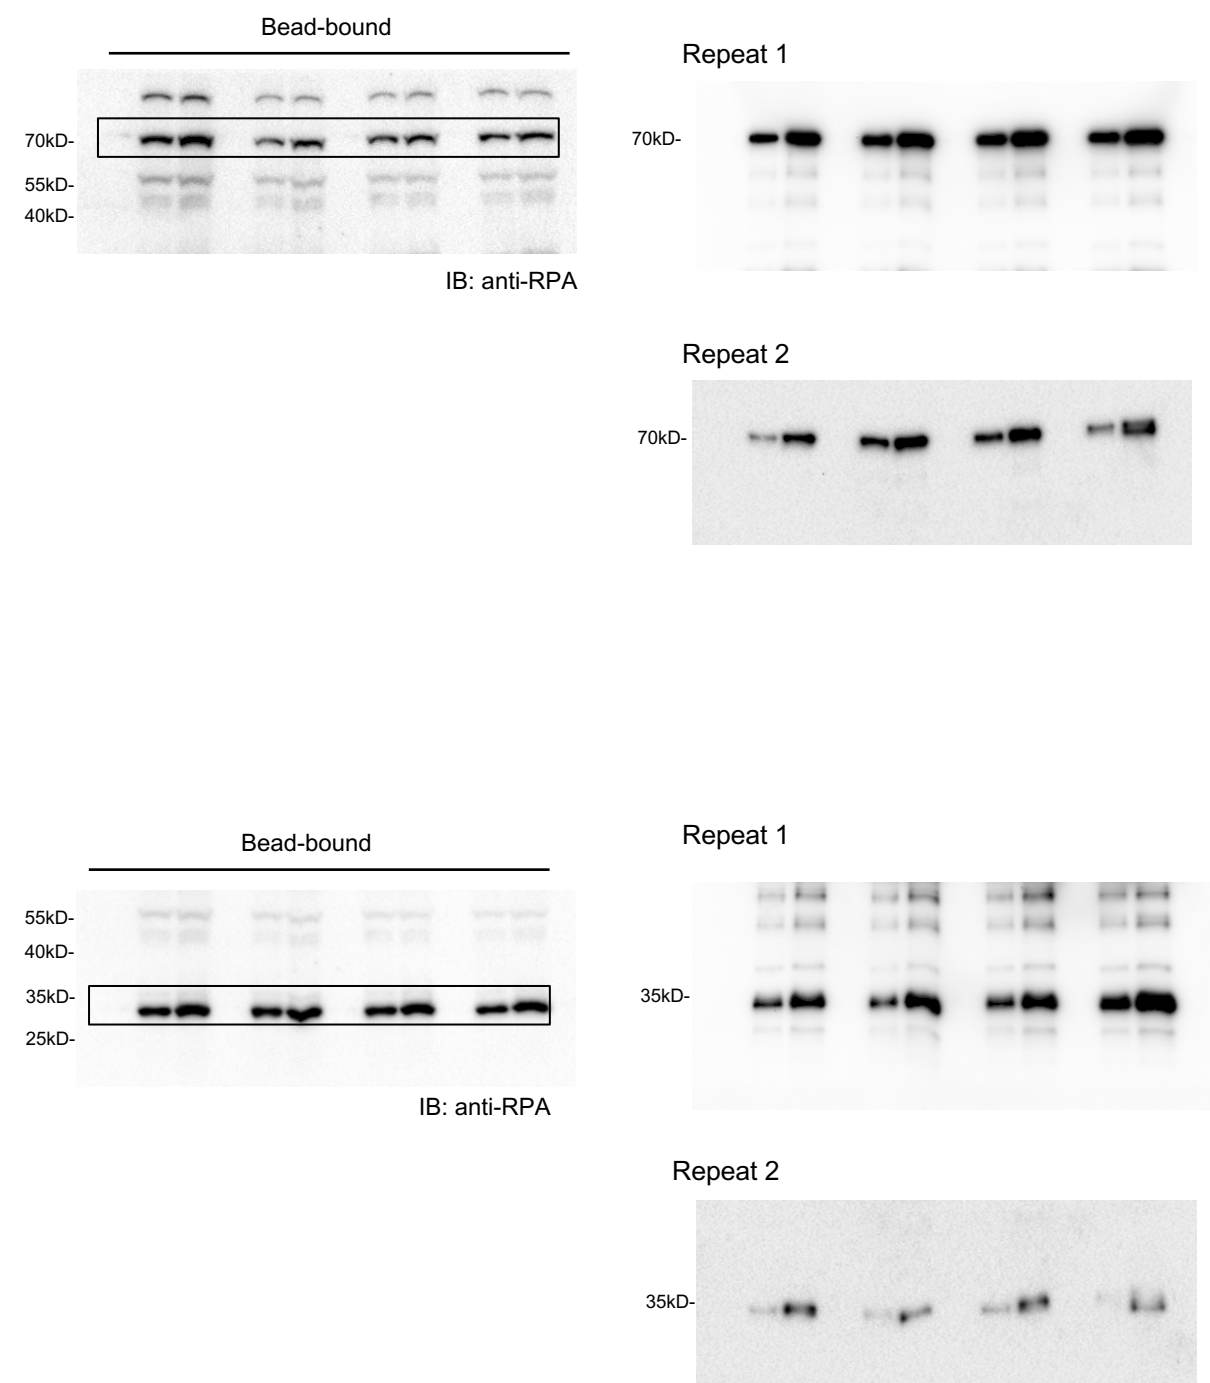 Bead-bound
70kD-
55kD-
40kD-
IB: anti-RPA
Repeat 1
70kD-
Repeat 2
70kD-
Bead-bound
55kD-
40kD-
35kD-
25kD-
IB: anti-RPA
Repeat 1
35kD-
Repeat 2
35kD-